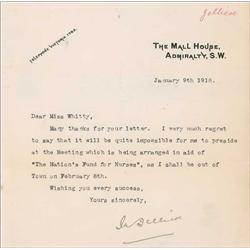 Jellicoe
THE MALL HOUSE,
ADMIRALTY, S.W.
January 9th 1918.
Dear Miss Whitty,
Many thanks for your letter. I very much regret
to say that it will be quite impossible for me to preside
at the Meeting which is being arranged in aid of
"The Nation's Fund for Nurses", as I shall be out of
Town on February 8th.
Wishing you every success,
Yours sincerely,
Jellicoe